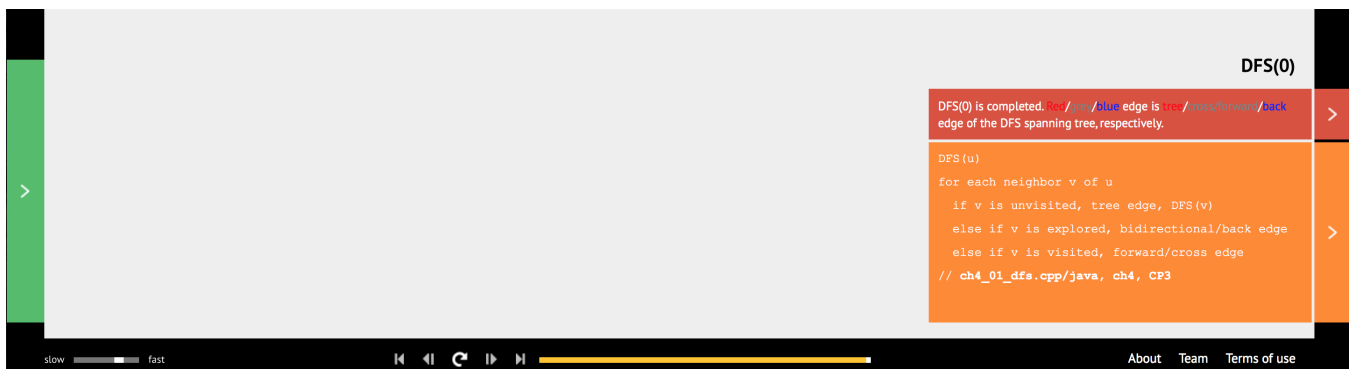 DFS(0)
DFS(0) is completed. Red/grey/blue edge is tree/cross/forward/back
edge of the DFS spanning tree, respectively.
DFS(u)
for each neighbor v of u
if v is unvisited, tree edge, DFS(v)
else if v is explored, bidirectional/back edge
else if v is visited, forward/cross edge
// ch4_01_dfs.cpp/java, ch4, CP3
slow fast About Team Terms of use